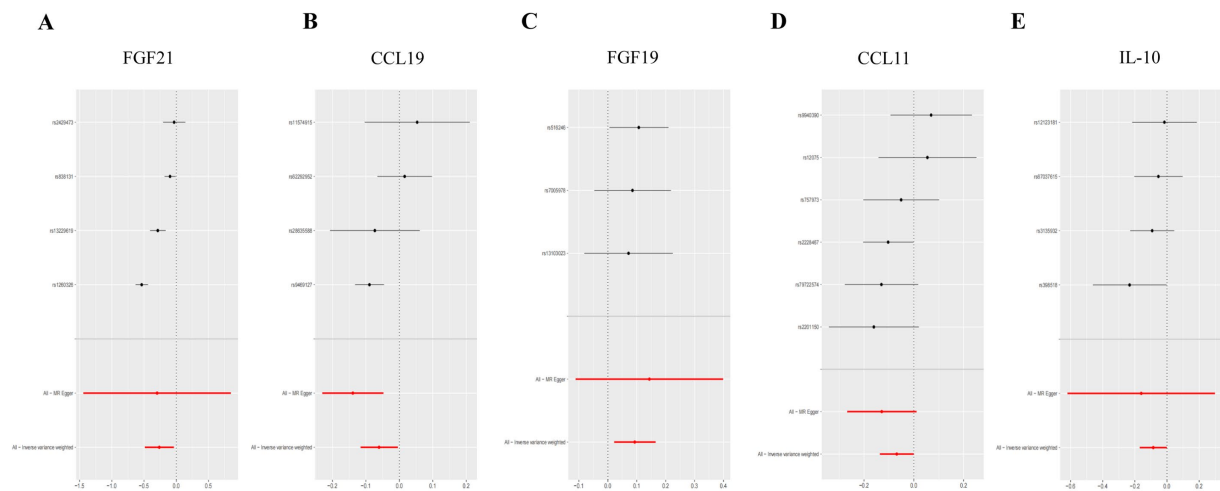 A
B
C
D
E
FGF21
CCL19
FGF19
CCL11
IL-10
rs2429473
rs838131
rs13229619
rs1260326
All − MR Egger
All − Inverse variance weighted
−1.5 −1.0 −0.5 0.0 0.5
rs11574915
rs62292952
rs28635588
rs9469127
All − MR Egger
All − Inverse variance weighted
−0.2 −0.1 0.0 0.1 0.2
rs516246
rs7005978
rs13103023
All − MR Egger
All − Inverse variance weighted
−0.1 0.0 0.1 0.2 0.3 0.4
rs12075
rs757973
rs2228467
rs79722574
rs2201150
All − MR Egger
All − Inverse variance weighted
−0.2 0.0 0.2
rs12123181
rs67037615
rs3135932
All − MR Egger
All − Inverse variance weighted
−0.6 −0.4 −0.2 0.0 0.2